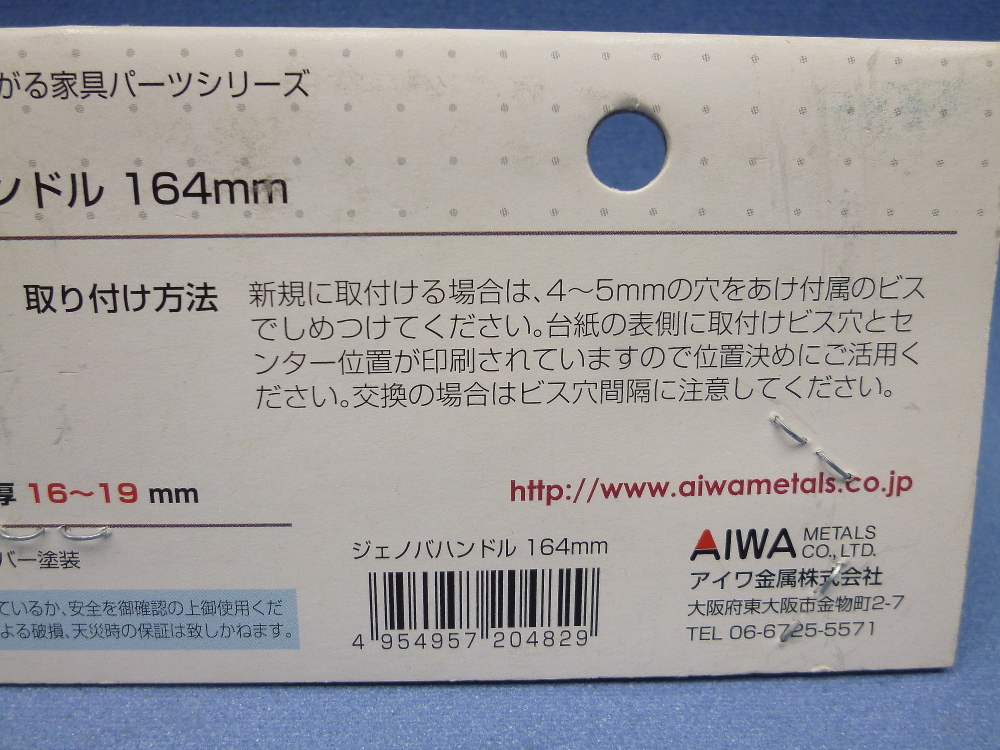 がる家具パーツシリーズ
ンドル 164mm
取り付け方法
新規に取付ける場合は、4～5mmの穴をあけ付属のビス
でしめつけてください。台紙の表側に取付けビス穴とセ
ンター位置が印刷されていますので位置決めにご活用く
ださい。交換の場合はビス穴間隔に注意してください。
厚 16～19 mm
バー塗装
ているか、安全を御確認の上御使用くだ
よる破損、天災時の保証は致しかねます。
http://www.aiwametals.co.jp
ジェノバハンドル 164mm
4 954957 204829
AIWA METALS CO., LTD.
アイワ金属株式会社
大阪府東大阪市金物町2-7
TEL 06-6725-5571